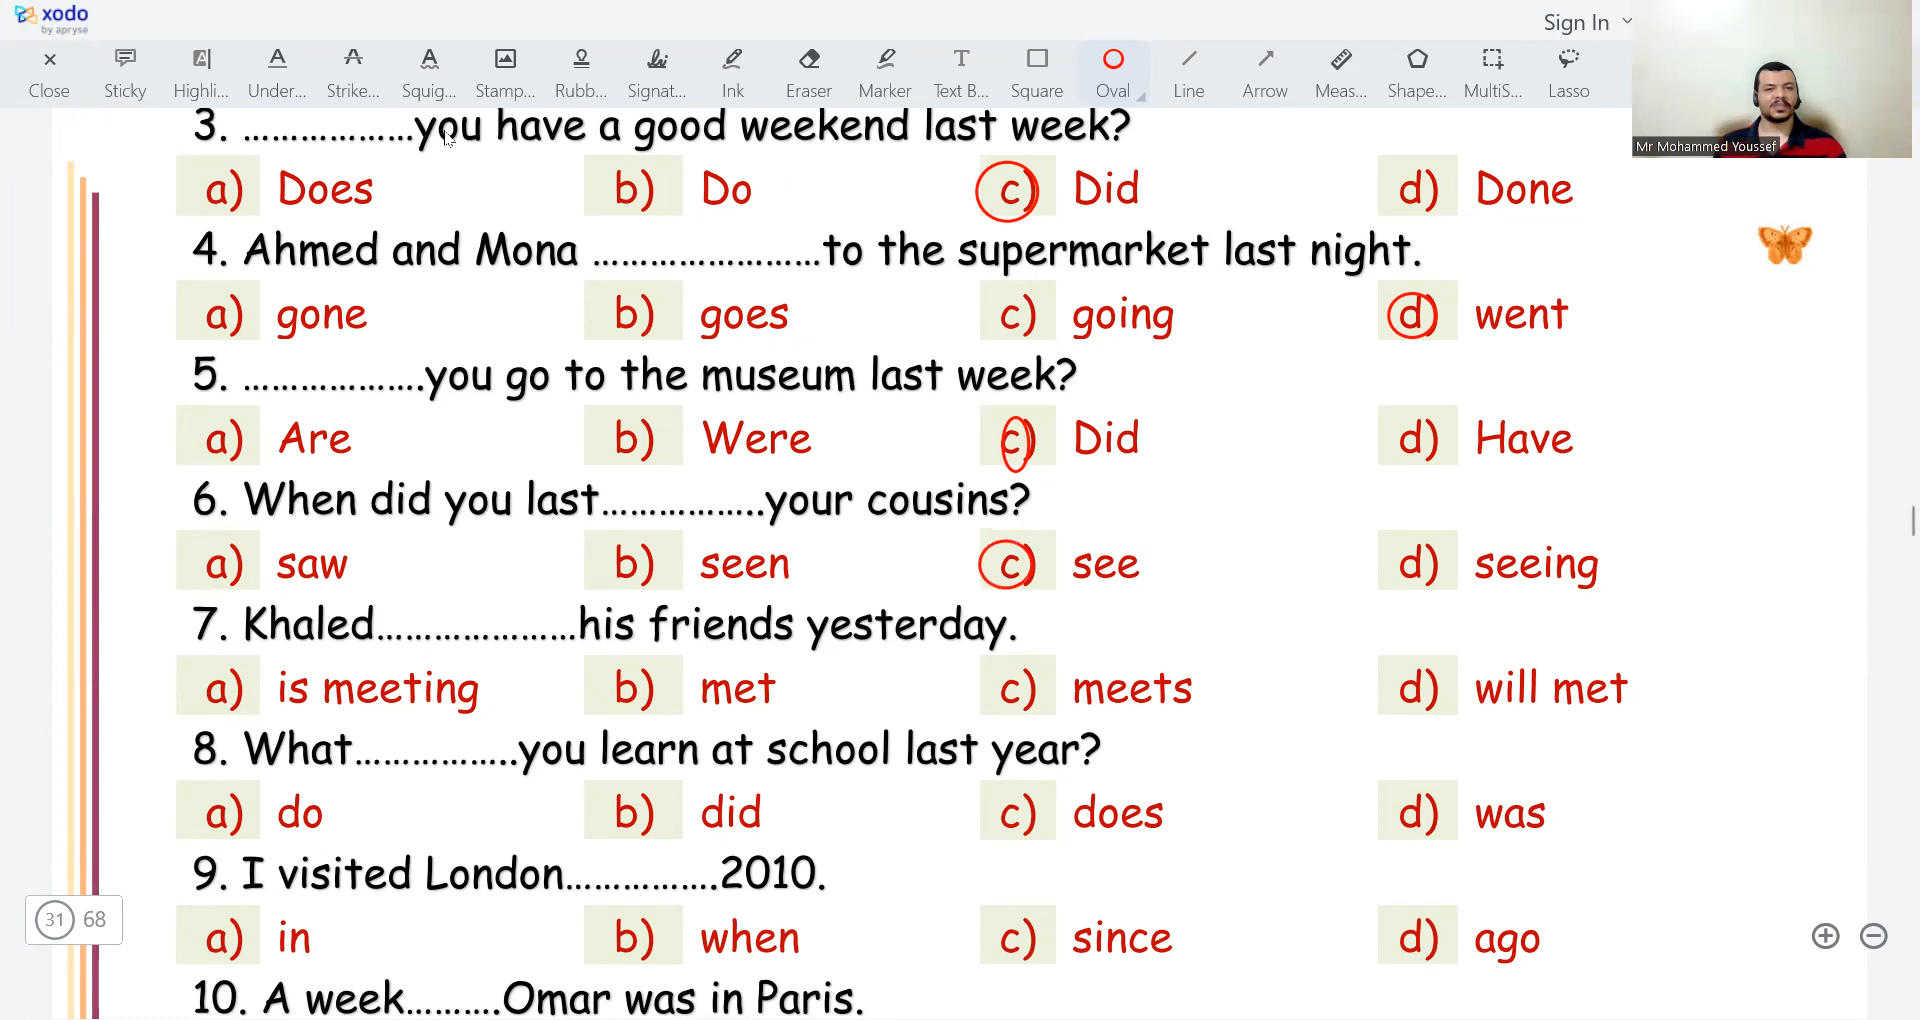 xodo
by apryse
Sign In
Close Sticky Highli... Under... Strike... Squig... Stamp... Rubb... Signat... Ink Eraser Marker Text B... Square Oval Line Arrow Meas... Shape... MultiS... Lasso
Mr Mohammed Youssef
3. ………………you have a good weekend last week?
a) Does b) Do c) Did d) Done
4. Ahmed and Mona ……………………to the supermarket last night.
a) gone b) goes c) going d) went
5. ……………….you go to the museum last week?
a) Are b) Were c) Did d) Have
6. When did you last……………..your cousins?
a) saw b) seen c) see d) seeing
7. Khaled…………………his friends yesterday.
a) is meeting b) met c) meets d) will met
8. What……………..you learn at school last year?
a) do b) did c) does d) was
9. I visited London…………….2010.
a) in b) when c) since d) ago
10. A week……….Omar was in Paris.
31 68